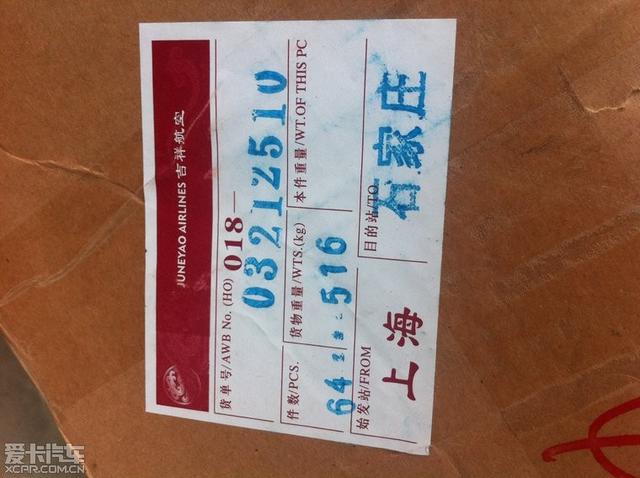 JUNEYAO AIRLINES 吉祥航空
货单号/AWB No. (HO) 018—
03212510
件数/PCS. 货物重量/WTS.(kg) 本件重量/WT.OF THIS PC
64 516
始发站/FROM 目的站/TO
上海 石家庄
爱卡汽车
XCPR.COM.CN